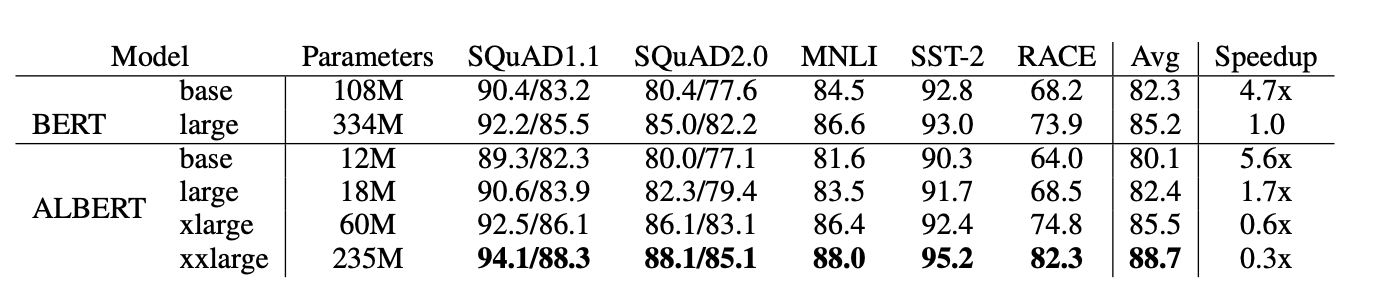 Model Parameters SQuAD1.1 SQuAD2.0 MNLI SST-2 RACE Avg Speedup
base 108M 90.4/83.2 80.4/77.6 84.5 92.8 68.2 82.3 4.7x
BERT large 334M 92.2/85.5 85.0/82.2 86.6 93.0 73.9 85.2 1.0
base 12M 89.3/82.3 80.0/77.1 81.6 90.3 64.0 80.1 5.6x
large 18M 90.6/83.9 82.3/79.4 83.5 91.7 68.5 82.4 1.7x
ALBERT
xlarge 60M 92.5/86.1 86.1/83.1 86.4 92.4 74.8 85.5 0.6x
xxlarge 235M 94.1/88.3 88.1/85.1 88.0 95.2 82.3 88.7 0.3x